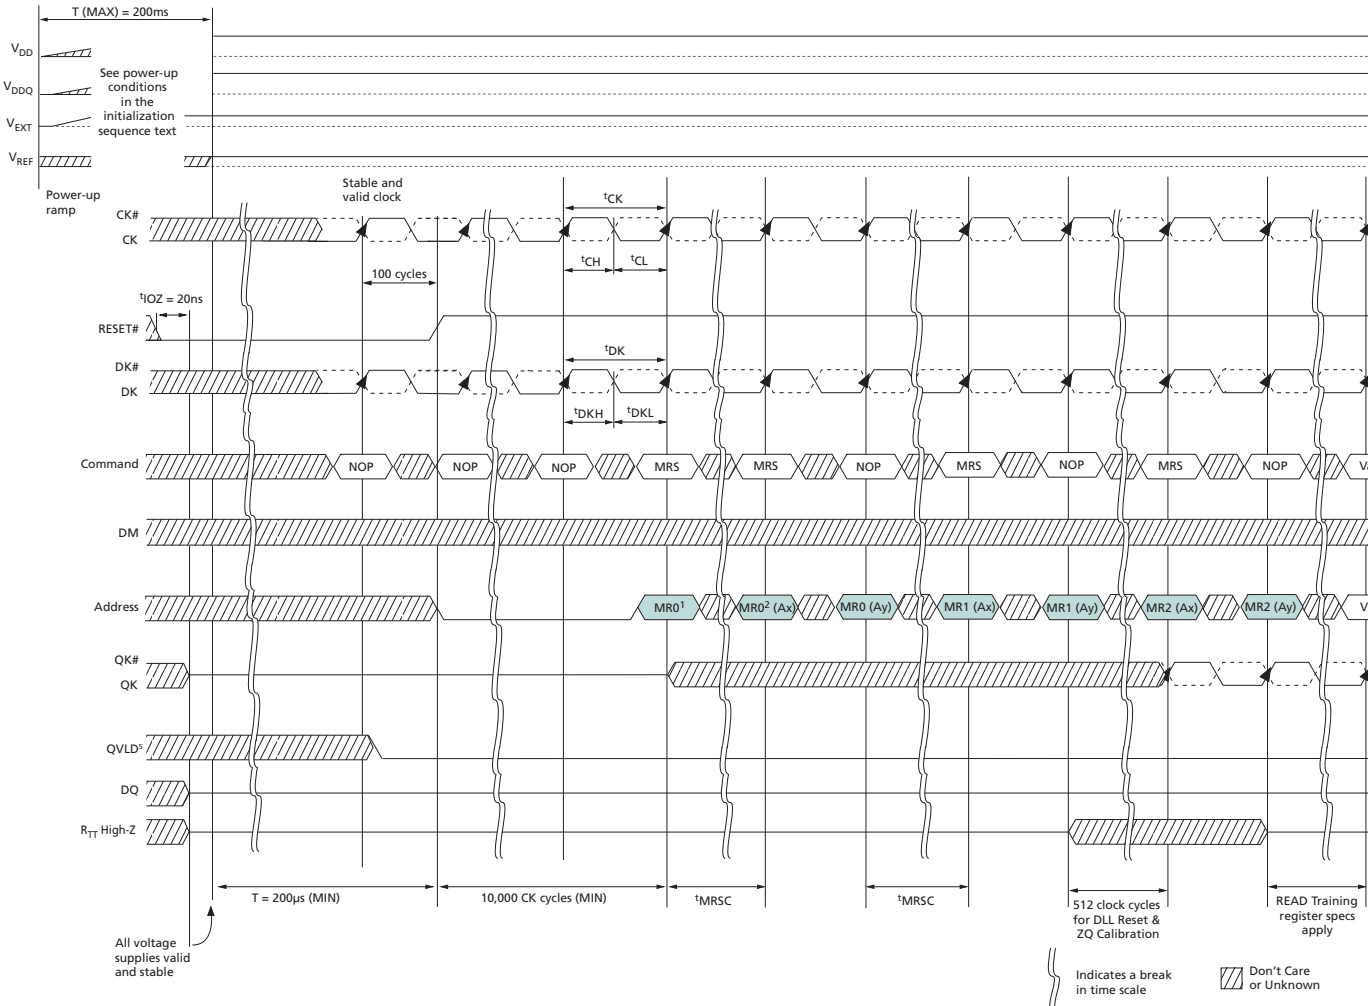 T (MAX) = 200ms
VDD
VDDQ
VEXT
VREF
See power-up
conditions
in the
initialization
sequence text
Power-up
ramp
Stable and
valid clock
CK#
CK
tCK
tCH
tCL
100 cycles
tIOZ = 20ns
RESET#
DK#
DK
tDK
tDKH
tDKL
Command
NOP
NOP
NOP
MRS
MRS
NOP
MRS
NOP
MRS
NOP
DM
Address
MR0¹
MR0² (Ax)
MR0 (Ay)
MR1 (Ax)
MR1 (Ay)
MR2 (Ax)
MR2 (Ay)
V
QK#
QK
QVLD⁵
DQ
RTT High-Z
T = 200µs (MIN)
10,000 CK cycles (MIN)
tMRSC
tMRSC
512 clock cycles
for DLL Reset &
ZQ Calibration
READ Training
register specs
apply
All voltage
supplies valid
and stable
Indicates a break
in time scale
Don't Care
or Unknown